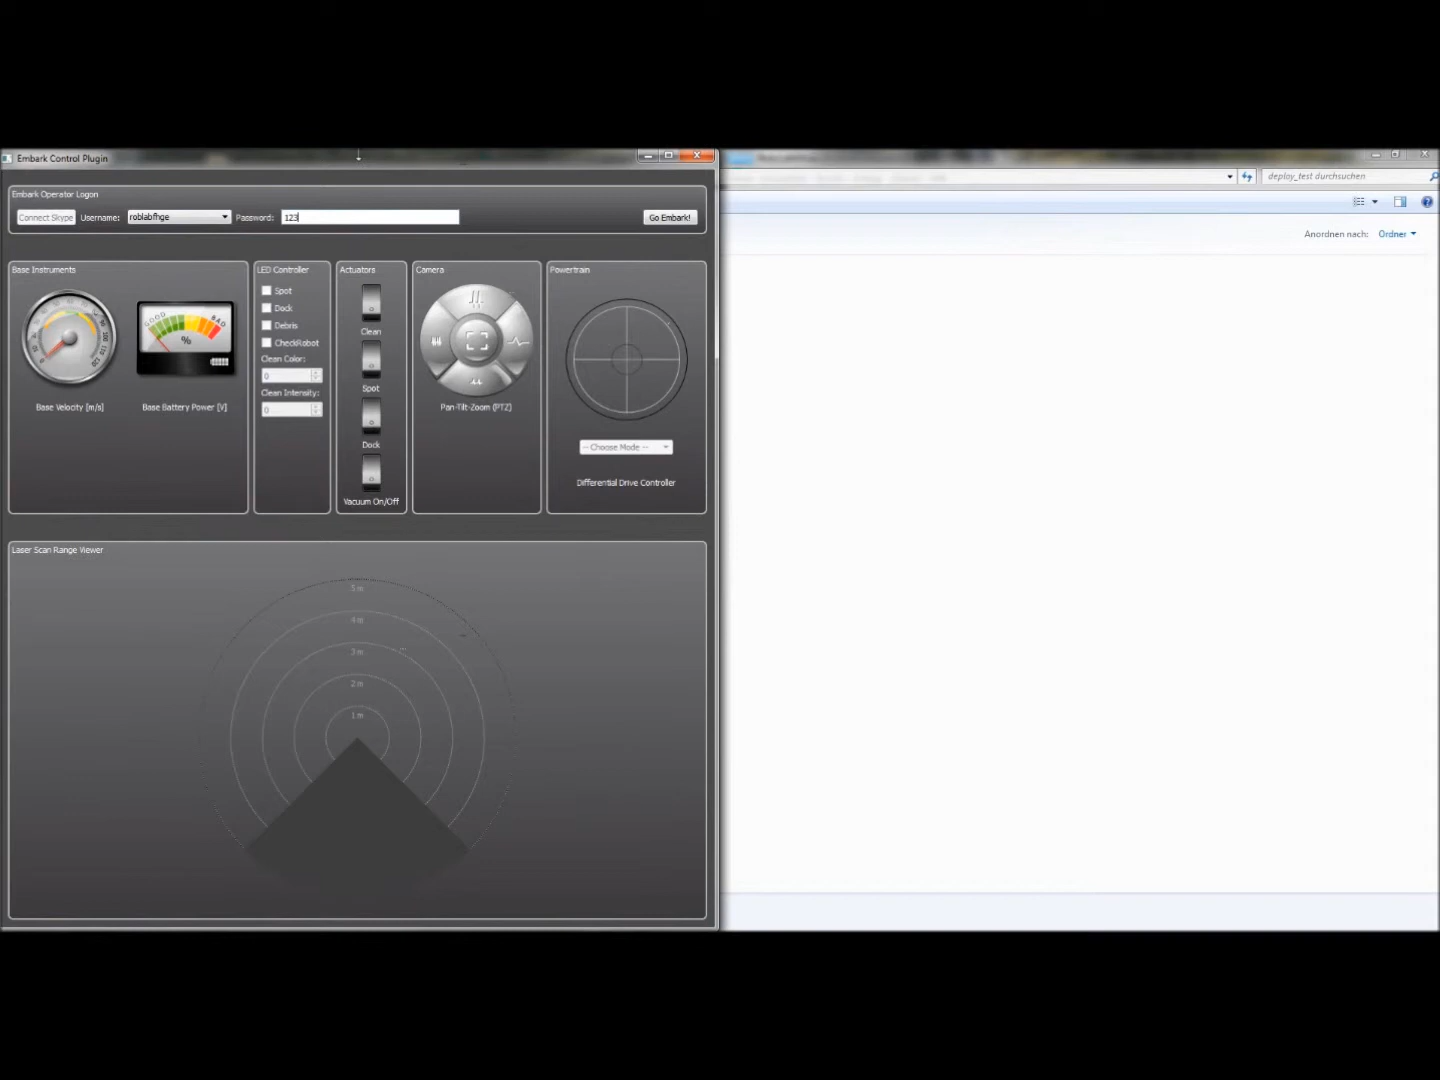 Embark Control Plugin
deploy_test durchsuchen
Embark Operator Logon
Connect Skype Username: roblabfhge Password: 123 Go Embark!
Anordnen nach: Ordner
Base Instruments
LED Controller
Actuators
Camera
Powertrain
GOOD BAD
%
Base Velocity [m/s]
Base Battery Power [V]
Spot
Dock
Debris
CheckRobot
Clean Color:
0
Clean Intensity:
0
Clean
Spot
Dock
Vacuum On/Off
Pan-Tilt-Zoom (PTZ)
-- Choose Mode --
Differential Drive Controller
Laser Scan Range Viewer
5 m
4 m
3 m
2 m
1 m